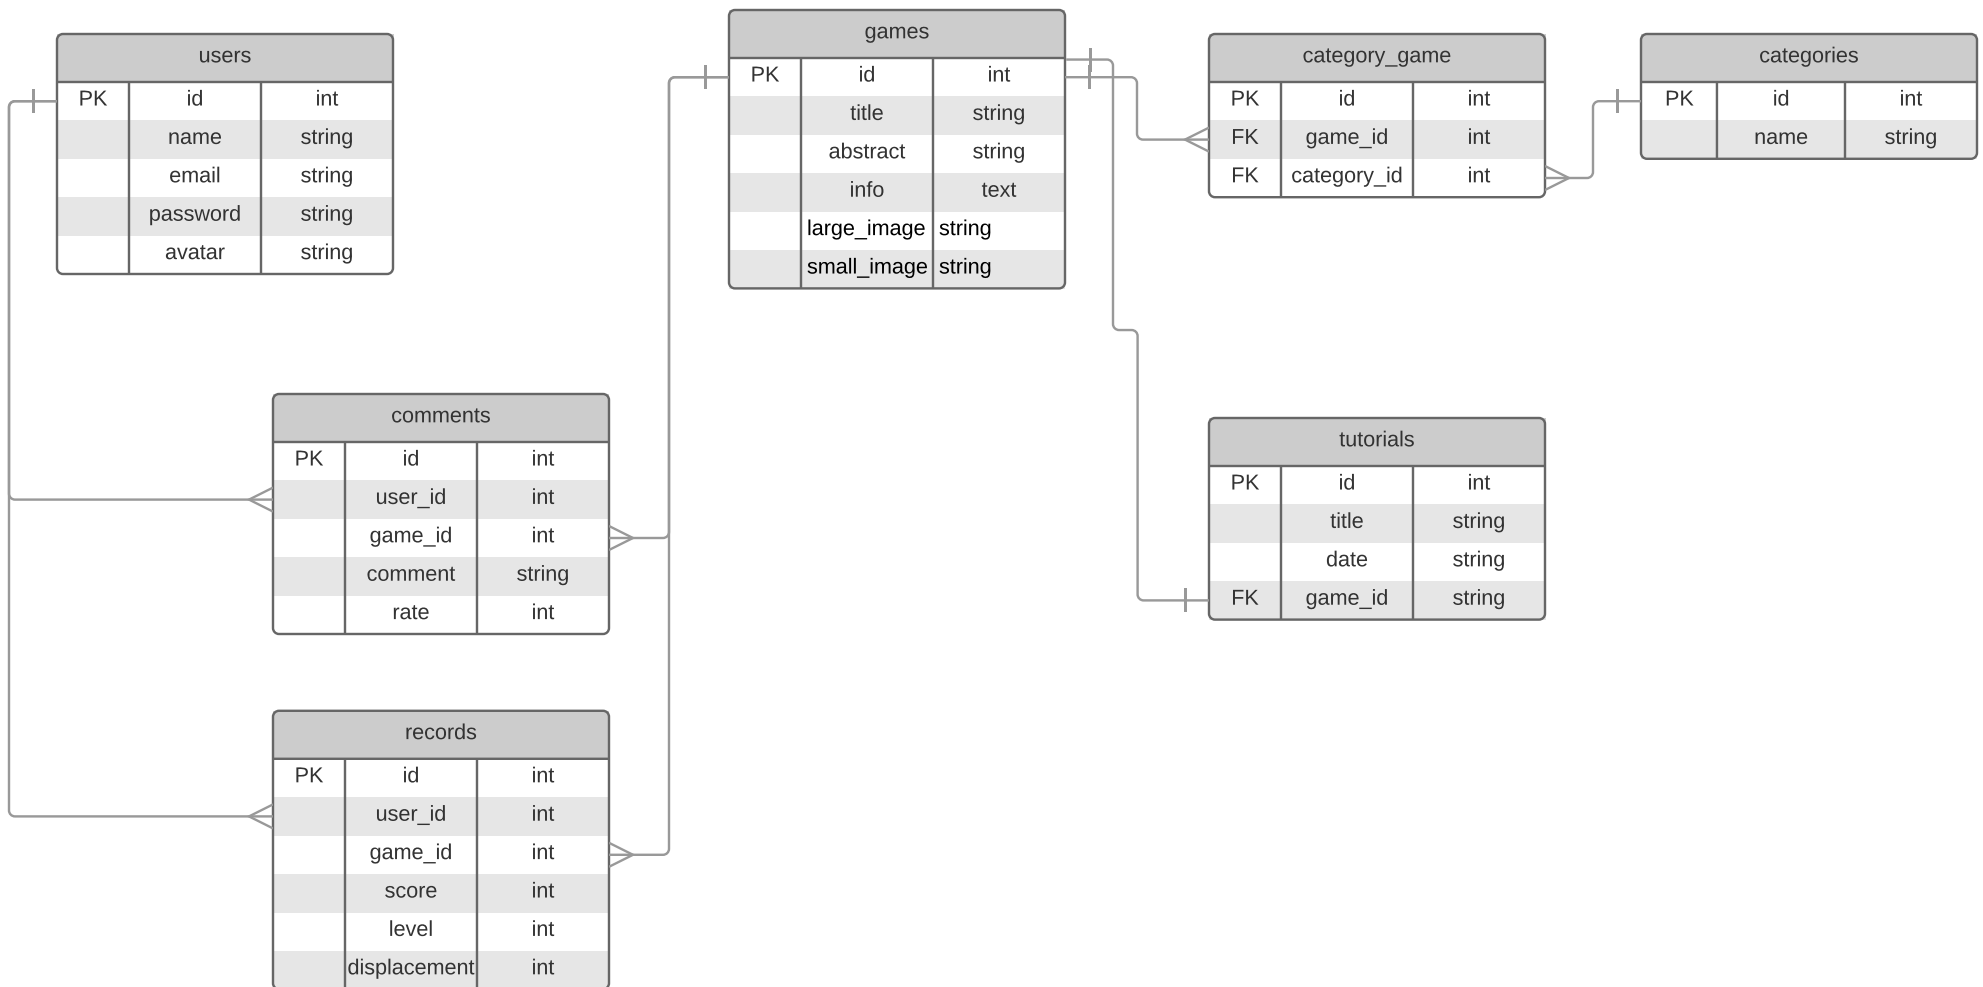 users
PK id int
name string
email string
password string
avatar string
games
PK id int
title string
abstract string
info text
large_image string
small_image string
category_game
PK id int
FK game_id int
FK category_id int
categories
PK id int
name string
comments
PK id int
user_id int
game_id int
comment string
rate int
tutorials
PK id int
title string
date string
FK game_id string
records
PK id int
user_id int
game_id int
score int
level int
displacement int